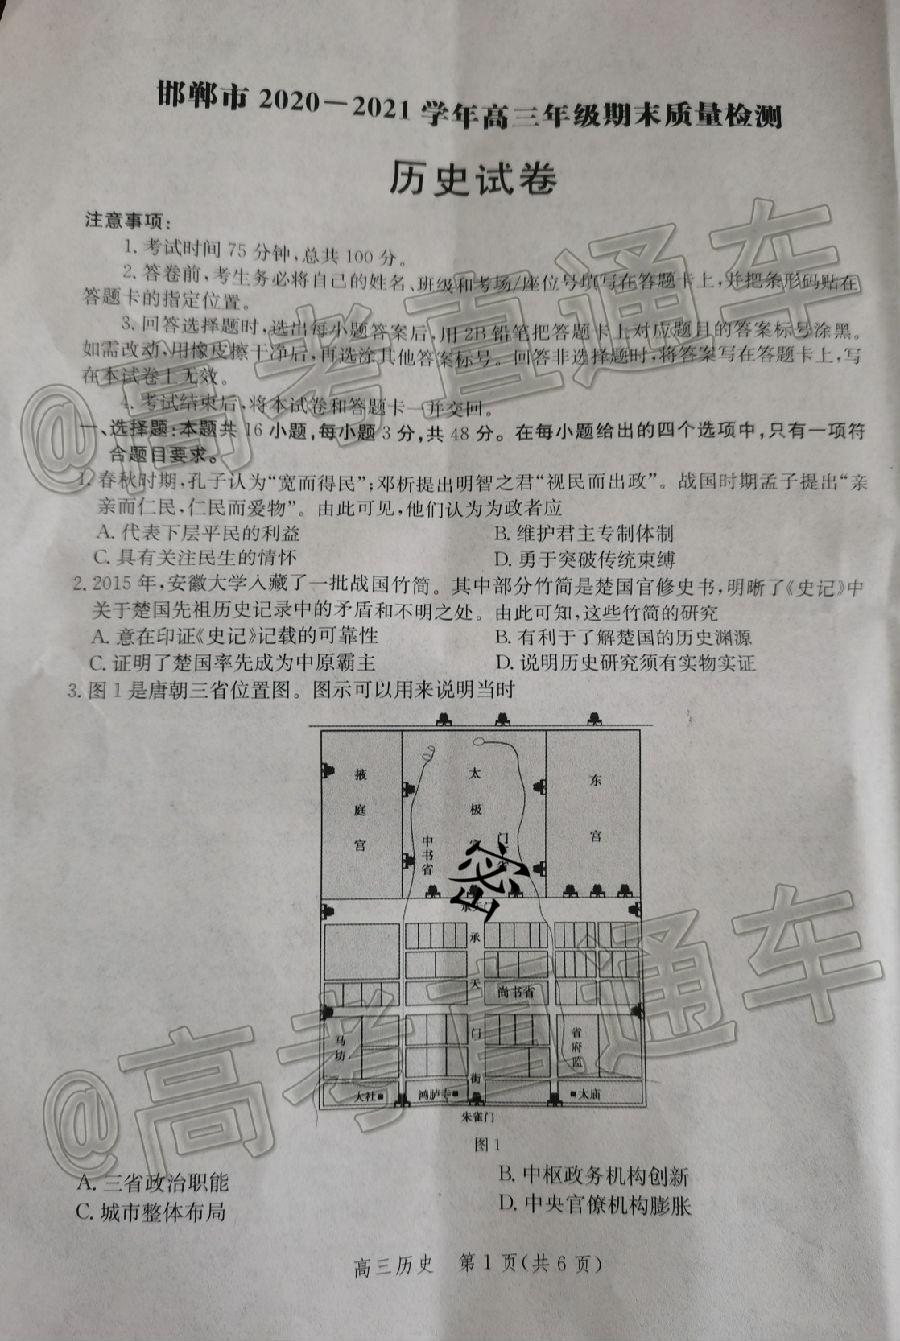 邯郸市 2020－2021 学年高三年级期末质量检测
历史试卷
注意事项：
1. 考试时间 75 分钟，总共 100 分。
2. 答卷前，考生务必将自己的姓名、班级和考场/座位号填写在答题卡上，并把条形码贴在
答题卡的指定位置。
3. 回答选择题时，选出每小题答案后，用 2B 铅笔把答题卡上对应题目的答案标号涂黑。
如需改动，用橡皮擦干净后，再选涂其他答案标号。回答非选择题时，将答案写在答题卡上，写
在本试卷上无效。
4. 考试结束后，将本试卷和答题卡一并交回。
一、选择题：本题共 16 小题，每小题 3 分，共 48 分。在每小题给出的四个选项中，只有一项符
合题目要求。
1. 春秋时期，孔子认为“宽而得民”；邓析提出明智之君“视民而出政”。战国时期孟子提出“亲
亲而仁民，仁民而爱物”。由此可见，他们认为为政者应
A. 代表下层平民的利益 B. 维护君主专制体制
C. 具有关注民生的情怀 D. 勇于突破传统束缚
2. 2015 年，安徽大学入藏了一批战国竹简。其中部分竹简是楚国官修史书，明晰了《史记》中
关于楚国先祖历史记录中的矛盾和不明之处。由此可知，这些竹简的研究
A. 意在印证《史记》记载的可靠性 B. 有利于了解楚国的历史渊源
C. 证明了楚国率先成为中原霸主 D. 说明历史研究须有实物实证
3. 图 1 是唐朝三省位置图。图示可以用来说明当时
掖庭宫
太极
东宫
中书省
门
密
承天门
承天门街
尚书省
马坊
省府监
大社
鸿胪寺
太庙
朱雀门
图 1
A. 三省政治职能 B. 中枢政务机构创新
C. 城市整体布局 D. 中央官僚机构膨胀
高三历史 第 1 页(共 6 页)
@高考直通车
@高考直通车